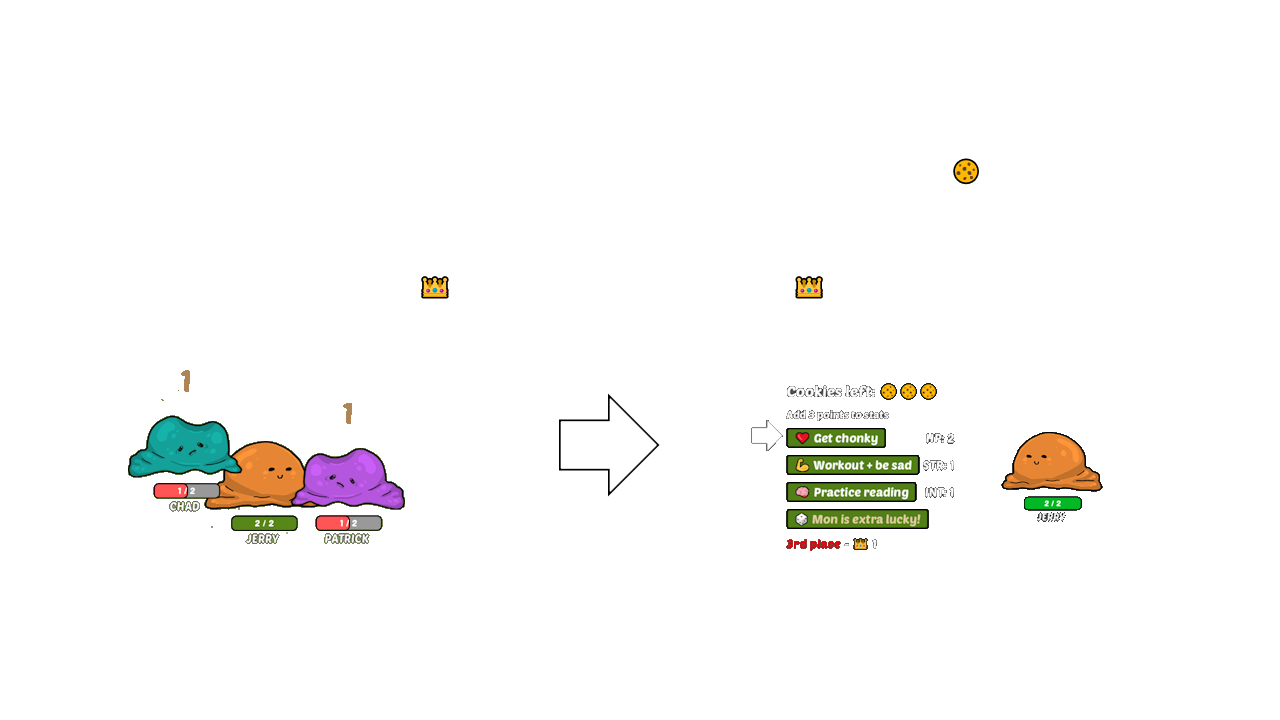 1
1
1 / 2
CHAD
2 / 2
JERRY
1 / 2
PATRICK
Cookies left:
Add 3 points to stats
Get chonky HP: 2
Workout + be sad STR: 1
Practice reading INT: 1
Mon is extra lucky!
3rd place - 1
2 / 2
JERRY